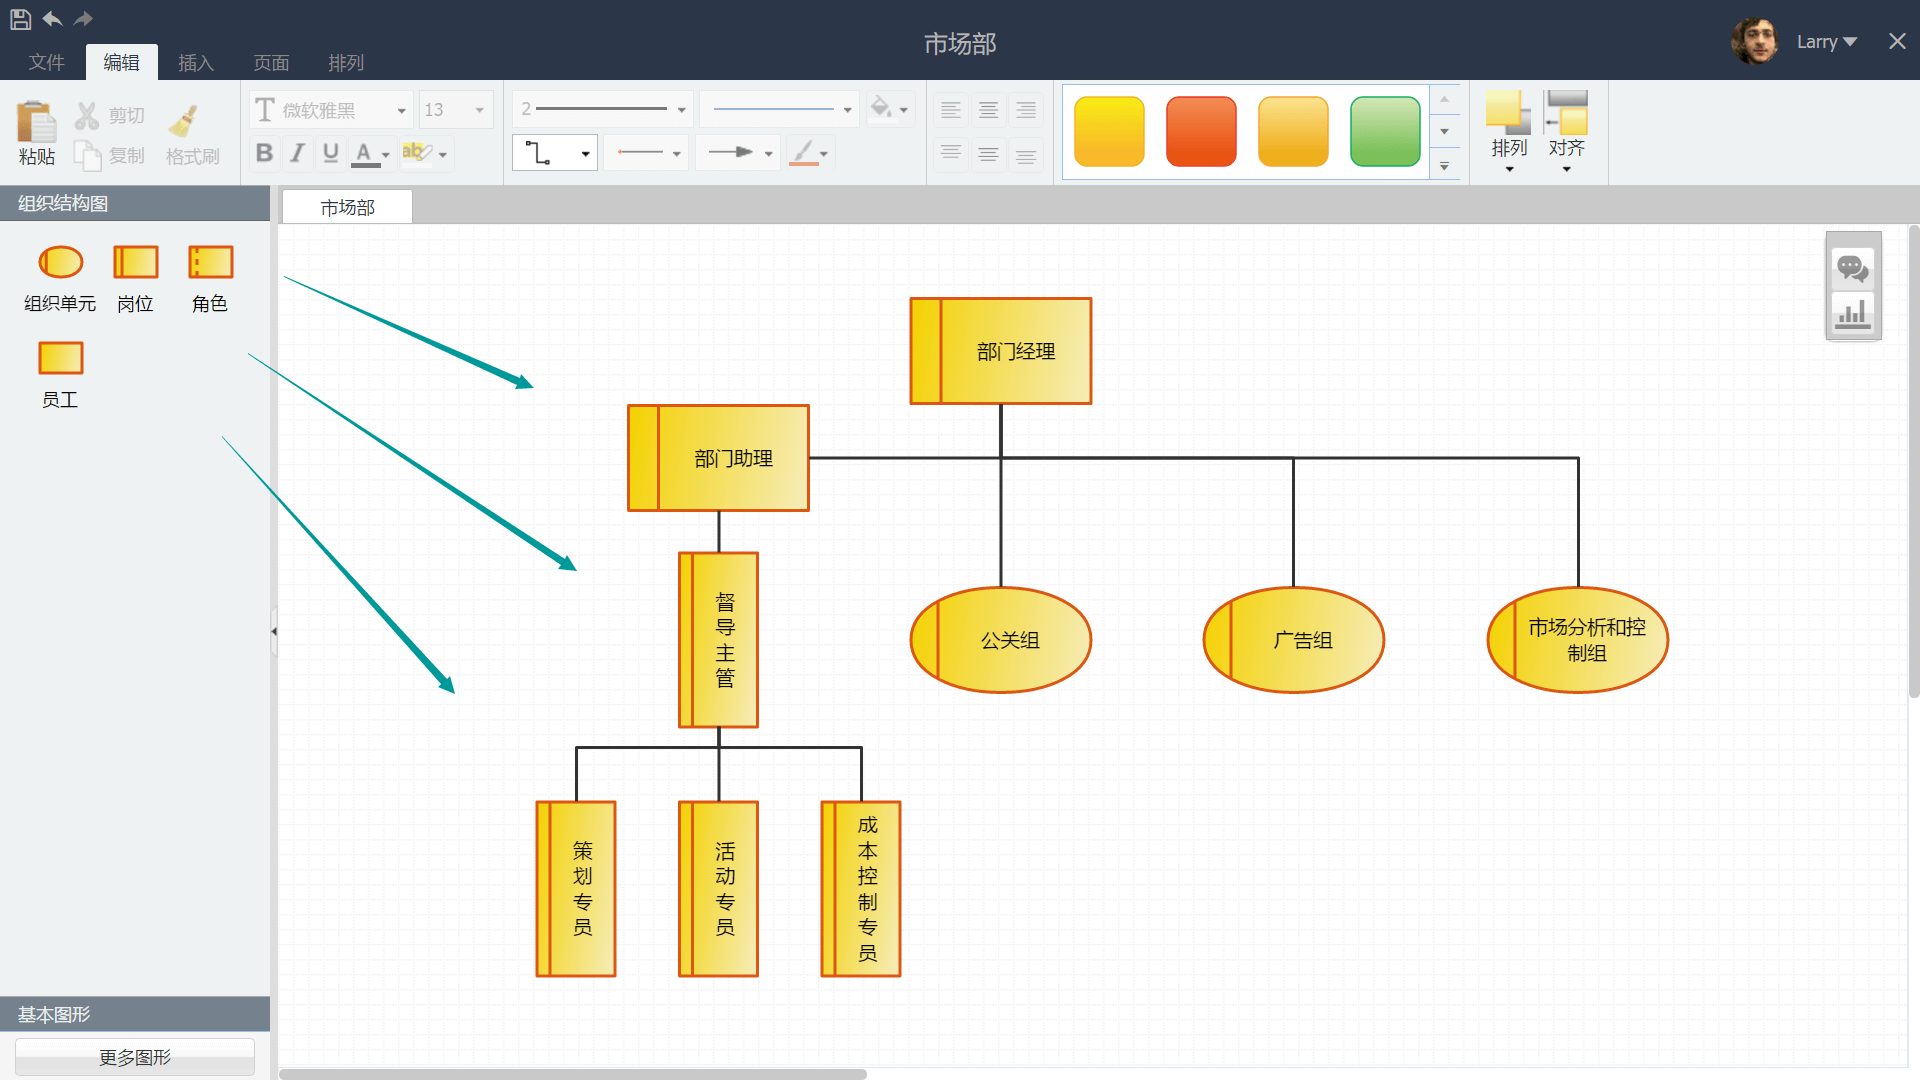 市场部
Larry
文件 编辑 插入 页面 排列
粘贴
剪切
复制
格式刷
T 微软雅黑 13
B I U A ab
2
排列
对齐
组织结构图
市场部
组织单元 岗位 角色
员工
部门经理
部门助理
督
导
主
管
公关组
广告组
市场分析和控
制组
策
划
专
员
活
动
专
员
成
本
控
制
专
员
基本图形
更多图形